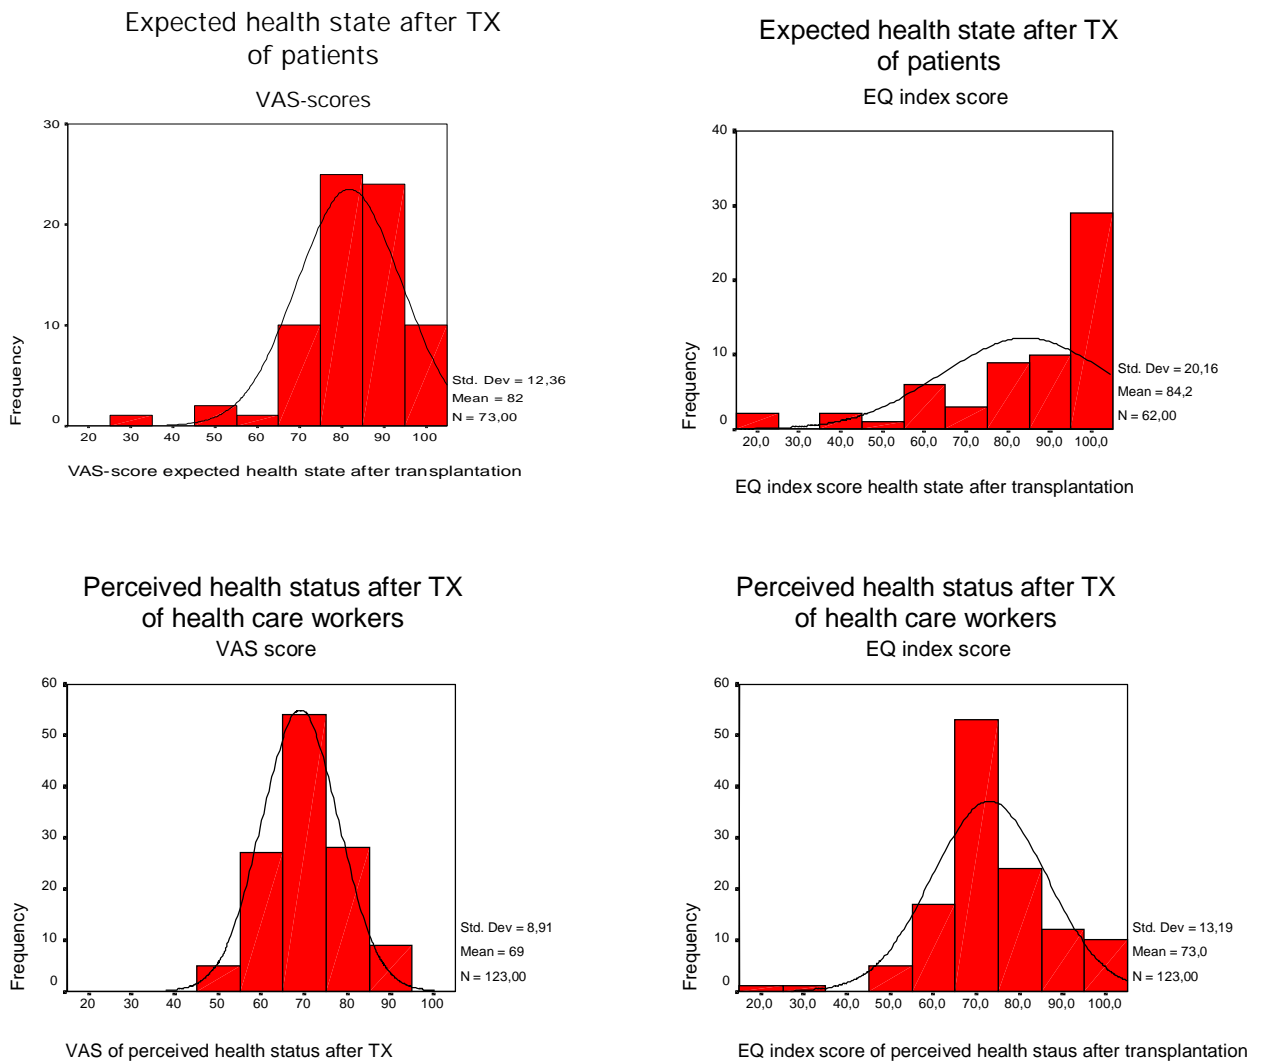 Expected health state after TX
of patients
VAS-scores
30
20
10
0
Frequency
20 30 40 50 60 70 80 90 100
Std. Dev = 12,36
Mean = 82
N = 73,00
VAS-score expected health state after transplantation
Expected health state after TX
of patients
EQ index score
40
30
20
10
0
Frequency
20,0 30,0 40,0 50,0 60,0 70,0 80,0 90,0 100,0
Std. Dev = 20,16
Mean = 84,2
N = 62,00
EQ index score health state after transplantation
Perceived health status after TX
of health care workers
VAS score
60
50
40
30
20
10
0
Frequency
20 30 40 50 60 70 80 90 100
Std. Dev = 8,91
Mean = 69
N = 123,00
VAS of perceived health status after TX
Perceived health status after TX
of health care workers
EQ index score
60
50
40
30
20
10
0
Frequency
20,0 30,0 40,0 50,0 60,0 70,0 80,0 90,0 100,0
Std. Dev = 13,19
Mean = 73,0
N = 123,00
EQ index score of perceived health staus after transplantation